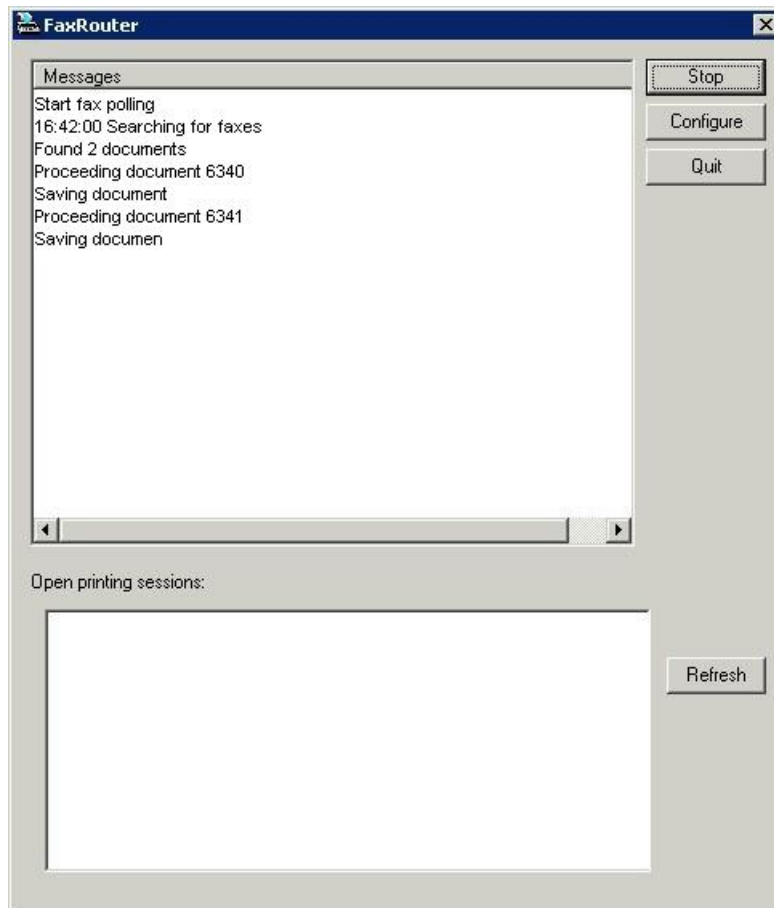 FaxRouter
Messages
Start fax polling
16:42:00 Searching for faxes
Found 2 documents
Proceeding document 6340
Saving document
Proceeding document 6341
Saving documen
Stop
Configure
Quit
Open printing sessions:
Refresh